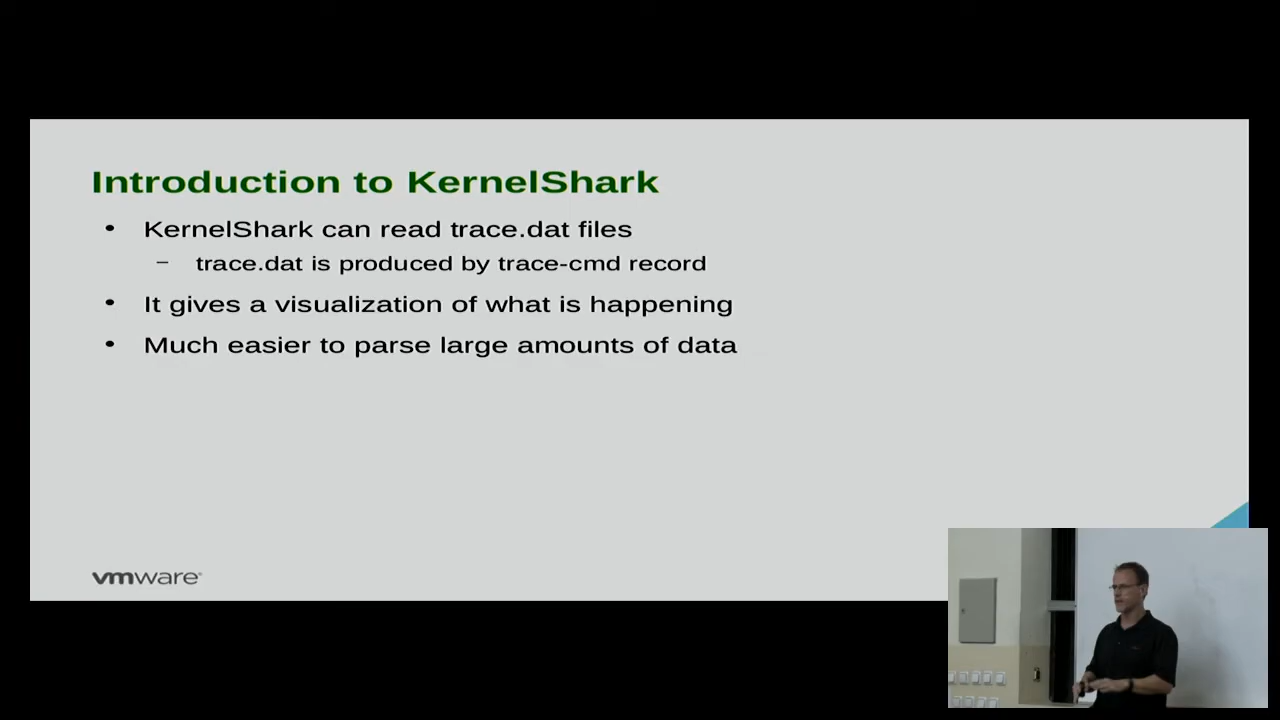 Introduction to KernelShark
• KernelShark can read trace.dat files
– trace.dat is produced by trace-cmd record
• It gives a visualization of what is happening
• Much easier to parse large amounts of data
vmware